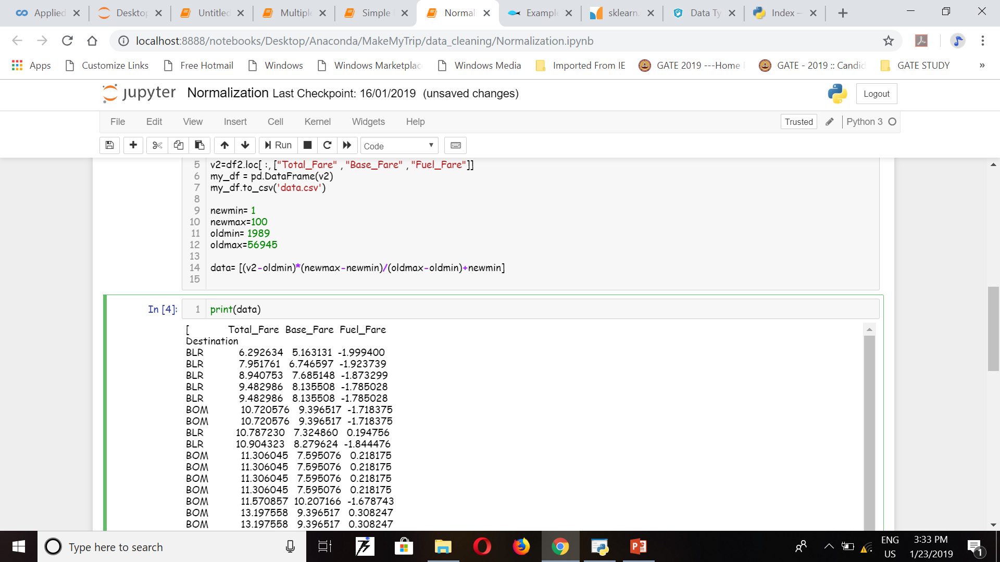 Applied
Desktop
Untitled
Multiple
Simple
Normal
Example
sklearn.
Data Ty
Index –
localhost:8888/notebooks/Desktop/Anaconda/MakeMyTrip/data_cleaning/Normalization.ipynb
Apps Customize Links Free Hotmail Windows Windows Marketplac Windows Media Imported From IE GATE 2019 ---Home GATE - 2019 :: Candid GATE STUDY »
jupyter Normalization Last Checkpoint: 16/01/2019 (unsaved changes) Logout
File Edit View Insert Cell Kernel Widgets Help Trusted Python 3
Run Code
5 v2=df2.loc[ :, ["Total_Fare" , "Base_Fare" , "Fuel_Fare"]]
6 my_df = pd.DataFrame(v2)
7 my_df.to_csv('data.csv')
8
9 newmin= 1
10 newmax=100
11 oldmin= 1989
12 oldmax=56945
13
14 data= [(v2-oldmin)*(newmax-newmin)/(oldmax-oldmin)+newmin]
15
In [4]: 1 print(data)
[ Total_Fare Base_Fare Fuel_Fare
Destination
BLR 6.292634 5.163131 -1.999400
BLR 7.951761 6.746597 -1.923739
BLR 8.940753 7.685148 -1.873299
BLR 9.482986 8.135508 -1.785028
BLR 9.482986 8.135508 -1.785028
BOM 10.720576 9.396517 -1.718375
BOM 10.720576 9.396517 -1.718375
BLR 10.787230 7.324860 0.194756
BLR 10.904323 8.279624 -1.844476
BOM 11.306045 7.595076 0.218175
BOM 11.306045 7.595076 0.218175
BOM 11.306045 7.595076 0.218175
BOM 11.306045 7.595076 0.218175
BOM 11.570857 10.207166 -1.678743
BOM 13.197558 9.396517 0.308247
BOM 13.197558 9.396517 0.308247
Type here to search
ENG
US
3:33 PM
1/23/2019
1